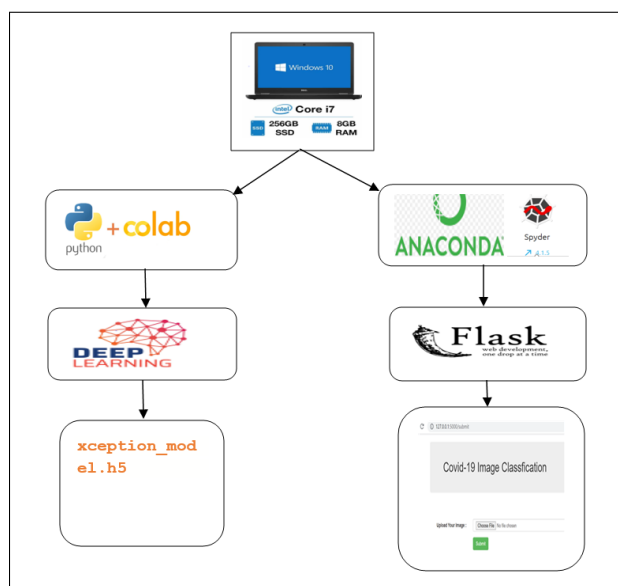 Windows 10
intel Core i7
SSD 256GB SSD RAM 8GB RAM
python + colab
ANACONDA
Spyder
DEEP LEARNING
Flask
web development,
one drop at a time
xception_mod
el.h5
Covid-19 Image Classfication
Upload Your Image :
Choose File No file chosen
Submit